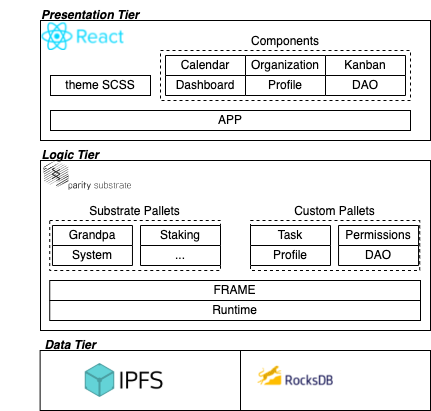 Presentation Tier
React
Components
Calendar Organization Kanban
theme SCSS Dashboard Profile DAO
APP
Logic Tier
parity substrate
Substrate Pallets Custom Pallets
Grandpa Staking Task Permissions
System ... Profile DAO
FRAME
Runtime
Data Tier
IPFS RocksDB